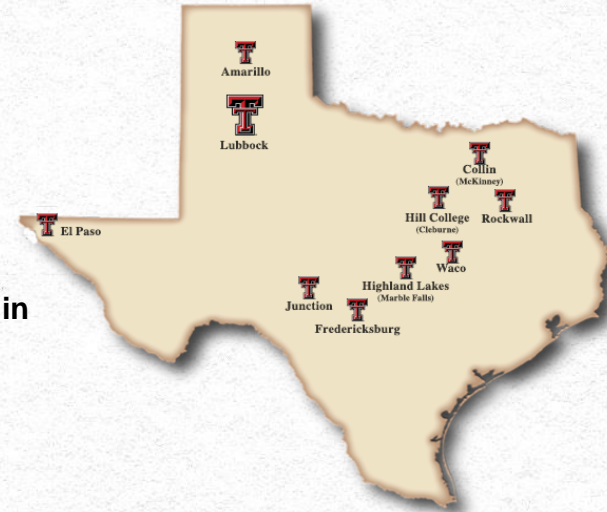 Amarillo
Lubbock
Collin
(McKinney)
Hill College
(Cleburne)
Rockwall
El Paso
Waco
Highland Lakes
(Marble Falls)
Junction
in
Fredericksburg